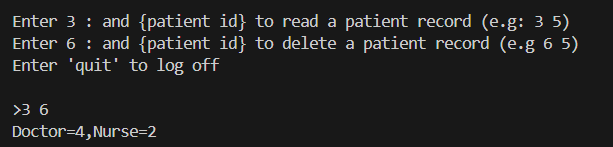 Enter 3 : and {patient id} to read a patient record (e.g: 3 5)
Enter 6 : and {patient id} to delete a patient record (e.g 6 5)
Enter 'quit' to log off
>3 6
Doctor=4,Nurse=2